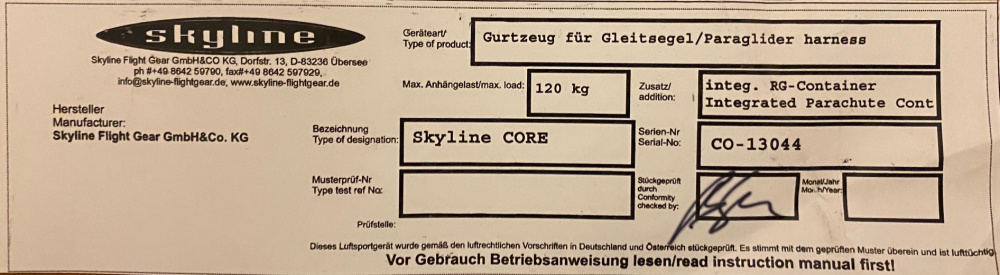 skyline
Skyline Flight Gear GmbH&CO KG, Dorfstr. 13, D-83236 Übersee
ph #+49 8642 59790, fax#+49 8642 597929,
info@skyline-flightgear.de, www.skyline-flightgear.de
Hersteller
Manufacturer:
Skyline Flight Gear GmbH&Co. KG
Geräteart/
Type of product:
Gurtzeug für Gleitsegel/Paraglider harness
Max. Anhängelast/max. load:
120 kg
Zusatz/
addition:
integ. RG-Container
Integrated Parachute Cont
Bezeichnung
Type of designation:
Skyline CORE
Serien-Nr
Serial-No:
CO-13044
Musterprüf-Nr
Type test ref No:
Stückgeprüft
durch
Conformity
checked by:
Monat/Jahr
Month/Year:
Prüfstelle:
Dieses Luftsportgerät wurde gemäß den luftrechtlichen Vorschriften in Deutschland und Österreich stückgeprüft. Es stimmt mit dem geprüften Muster überein und ist lufttüchtig
Vor Gebrauch Betriebsanweisung lesen/read instruction manual first!